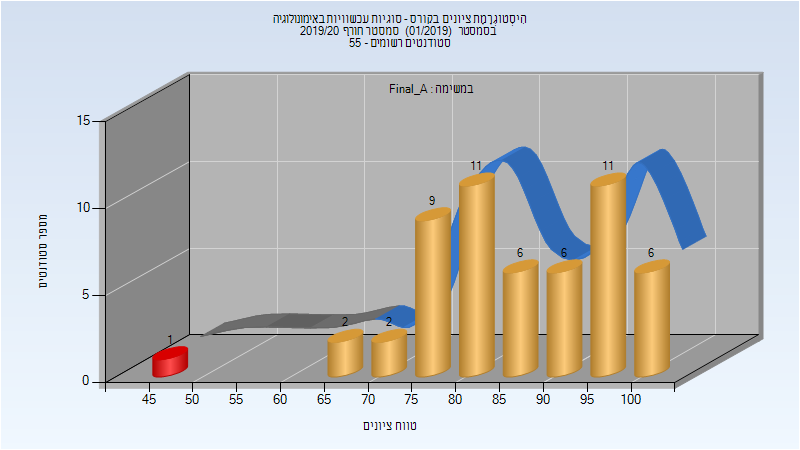 היסטוגרמת ציונים בקורס - סוגיות עכשוויות באימונולוגיה
בסמסטר (01/2019) סמסטר חורף 2019/20
סטודנטים רשומים - 55
במשימה : Final_A
15
10
5
0
מספר סטודנטים
1
2
2
9
11
6
6
11
6
45 50 55 60 65 70 75 80 85 90 95 100
טווח ציונים